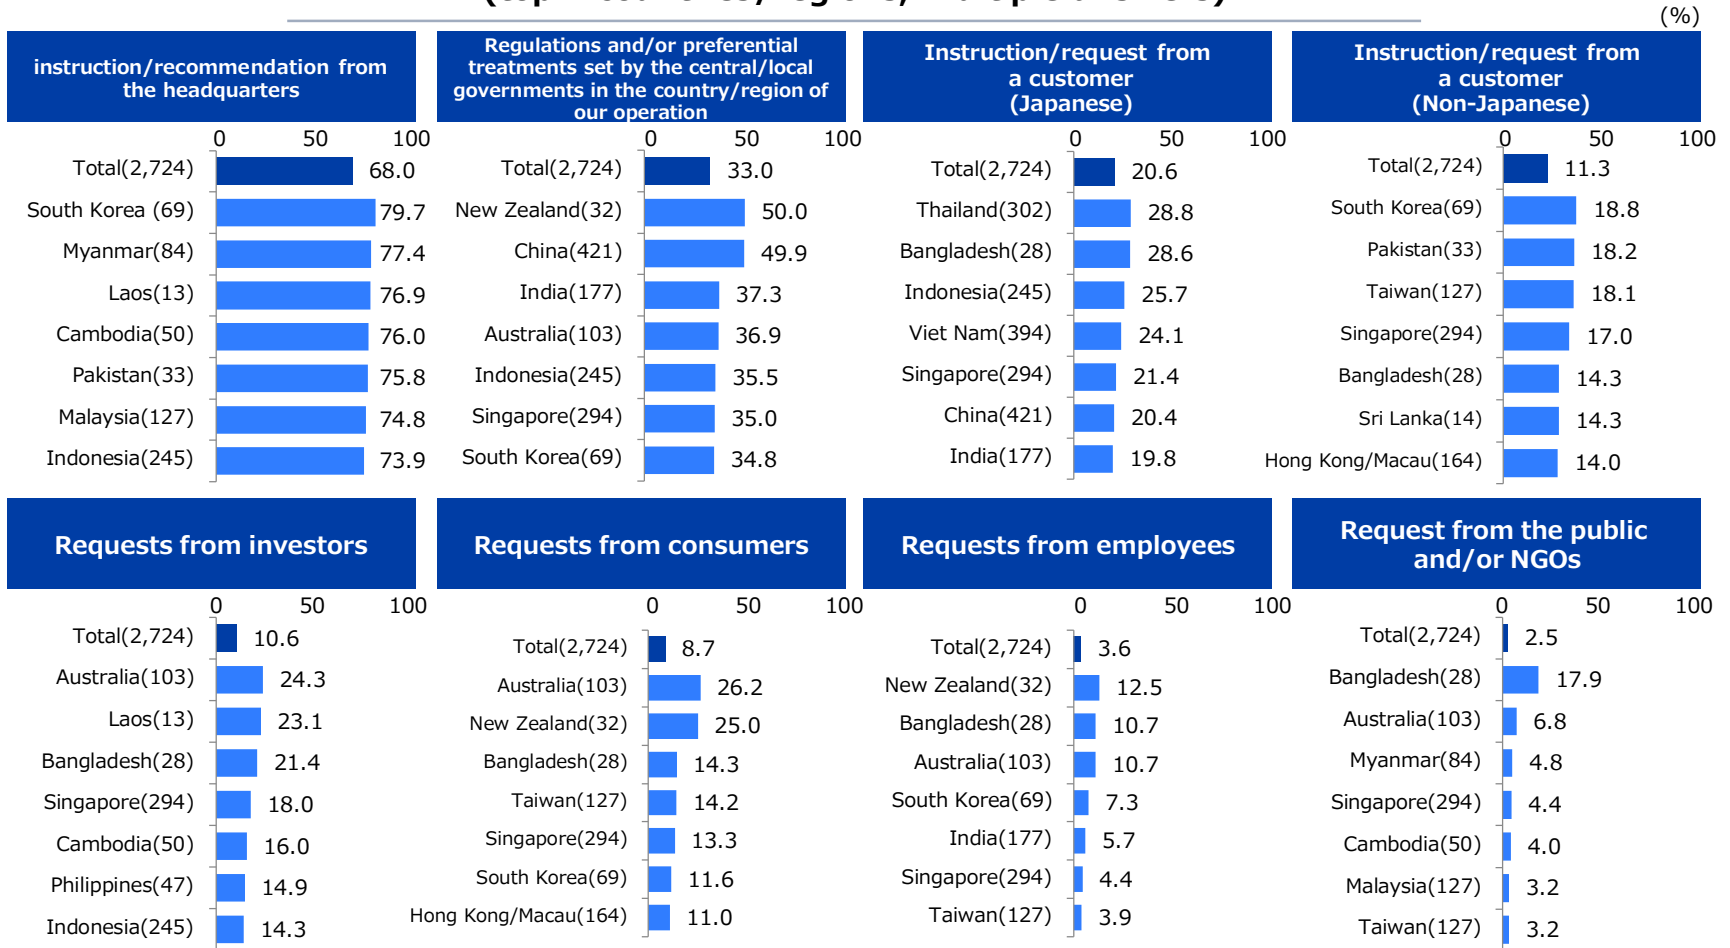 (%)
instruction/recommendation from
the headquarters
0 50 100
Total(2,724) 68.0
South Korea (69) 79.7
Myanmar(84) 77.4
Laos(13) 76.9
Cambodia(50) 76.0
Pakistan(33) 75.8
Malaysia(127) 74.8
Indonesia(245) 73.9
Regulations and/or preferential
treatments set by the central/local
governments in the country/region of
our operation
0 50 100
Total(2,724) 33.0
New Zealand(32) 50.0
China(421) 49.9
India(177) 37.3
Australia(103) 36.9
Indonesia(245) 35.5
Singapore(294) 35.0
South Korea(69) 34.8
Instruction/request from
a customer
(Japanese)
0 50 100
Total(2,724) 20.6
Thailand(302) 28.8
Bangladesh(28) 28.6
Indonesia(245) 25.7
Viet Nam(394) 24.1
Singapore(294) 21.4
China(421) 20.4
India(177) 19.8
Instruction/request from
a customer
(Non-Japanese)
0 50 100
Total(2,724) 11.3
South Korea(69) 18.8
Pakistan(33) 18.2
Taiwan(127) 18.1
Singapore(294) 17.0
Bangladesh(28) 14.3
Sri Lanka(14) 14.3
Hong Kong/Macau(164) 14.0
Requests from investors
0 50 100
Total(2,724) 10.6
Australia(103) 24.3
Laos(13) 23.1
Bangladesh(28) 21.4
Singapore(294) 18.0
Cambodia(50) 16.0
Philippines(47) 14.9
Indonesia(245) 14.3
Requests from consumers
0 50 100
Total(2,724) 8.7
Australia(103) 26.2
New Zealand(32) 25.0
Bangladesh(28) 14.3
Taiwan(127) 14.2
Singapore(294) 13.3
South Korea(69) 11.6
Hong Kong/Macau(164) 11.0
Requests from employees
0 50 100
Total(2,724) 3.6
New Zealand(32) 12.5
Bangladesh(28) 10.7
Australia(103) 10.7
South Korea(69) 7.3
India(177) 5.7
Singapore(294) 4.4
Taiwan(127) 3.9
Request from the public
and/or NGOs
0 50 100
Total(2,724) 2.5
Bangladesh(28) 17.9
Australia(103) 6.8
Myanmar(84) 4.8
Singapore(294) 4.4
Cambodia(50) 4.0
Malaysia(127) 3.2
Taiwan(127) 3.2